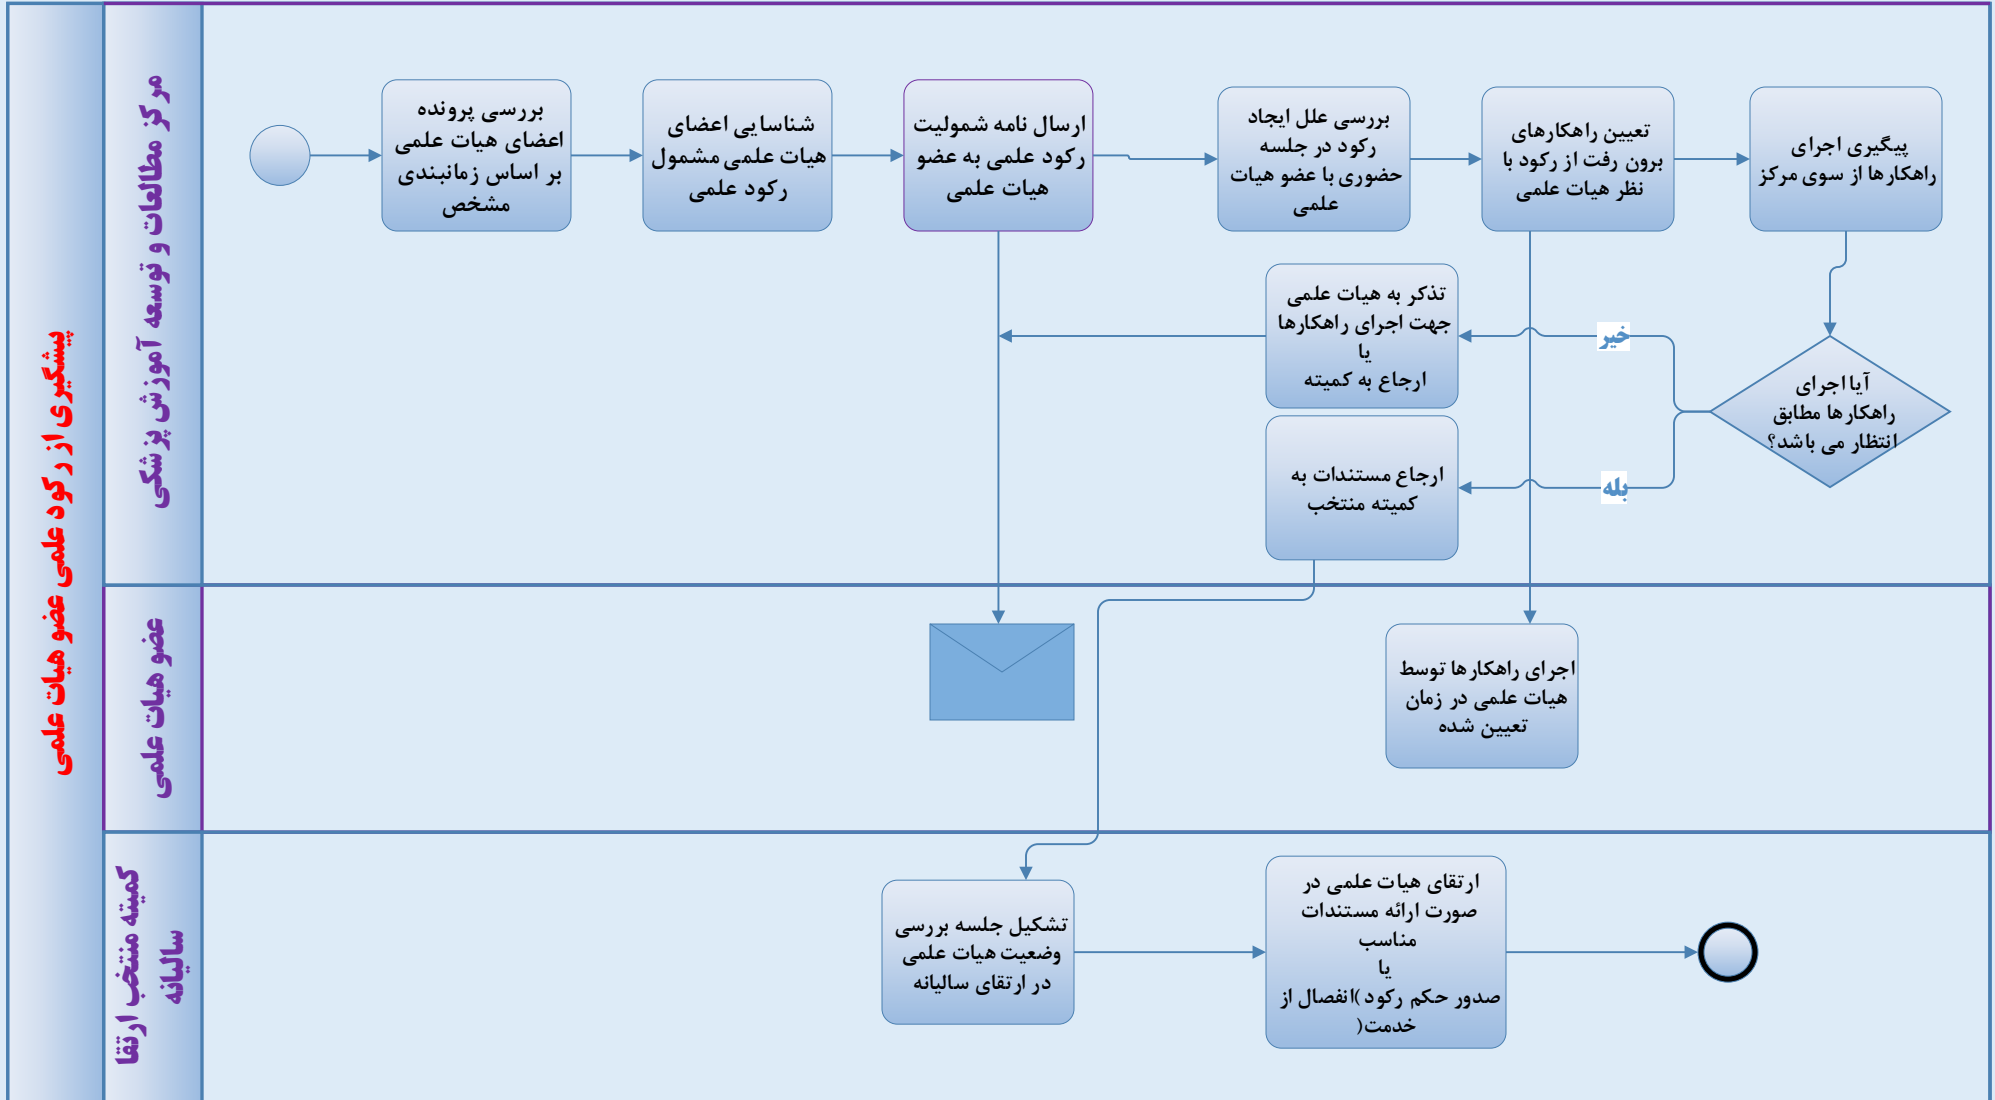 پیشگیری از رکود علمی عضو هیات علمی
مرکز مطالعات و توسعه آموزش پزشکی
بررسی پرونده
اعضای هیات علمی
بر اساس زمانبندی
مشخص
شناسایی اعضای
هیات علمی مشمول
رکود علمی
ارسال نامه شمولیت
رکود علمی به عضو
هیات علمی
بررسی علل ایجاد
رکود در جلسه
حضوری با عضو هیات
علمی
تعیین راهکارهای
برون رفت از رکود با
نظر هیات علمی
پیگیری اجرای
راهکارها از سوی مرکز
آیا اجرای
راهکارها مطابق
انتظار می باشد؟
خیر
تذکر به هیات علمی
جهت اجرای راهکارها
یا
ارجاع به کمیته
بله
ارجاع مستندات به
کمیته منتخب
عضو هیات علمی
اجرای راهکارها توسط
هیات علمی در زمان
تعیین شده
کمیته منتخب ارتقا
سالیانه
تشکیل جلسه بررسی
وضعیت هیات علمی
در ارتقای سالیانه
ارتقای هیات علمی در
صورت ارائه مستندات
مناسب
یا
صدور حکم رکود )انفصال از
خدمت(